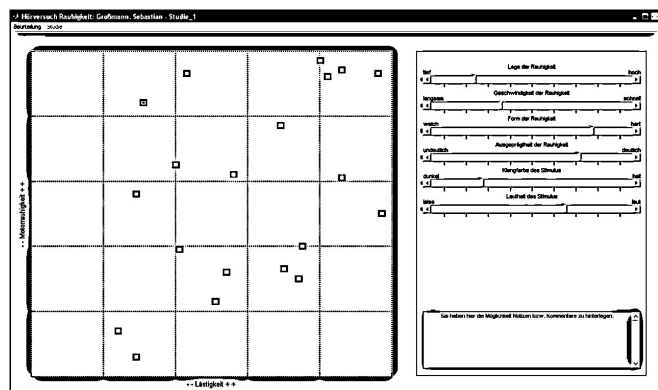 Hörversuch Rauhigkeit: Großmann, Sebastian - Studie_1
Beurteilung Studie
- - Motorrauhigkeit + +
- - Lästigkeit + +
Lage der Rauhigkeit
tief hoch
Geschwindigkeit der Rauhigkeit
langsam schnell
Form der Rauhigkeit
weich hart
Ausgeprägtheit der Rauhigkeit
undeutlich deutlich
Klangfarbe des Stimulus
dunkel hell
Lautheit des Stimulus
leise laut
Sie haben hier die Möglichkeit Notizen bzw. Kommentare zu hinterlegen.